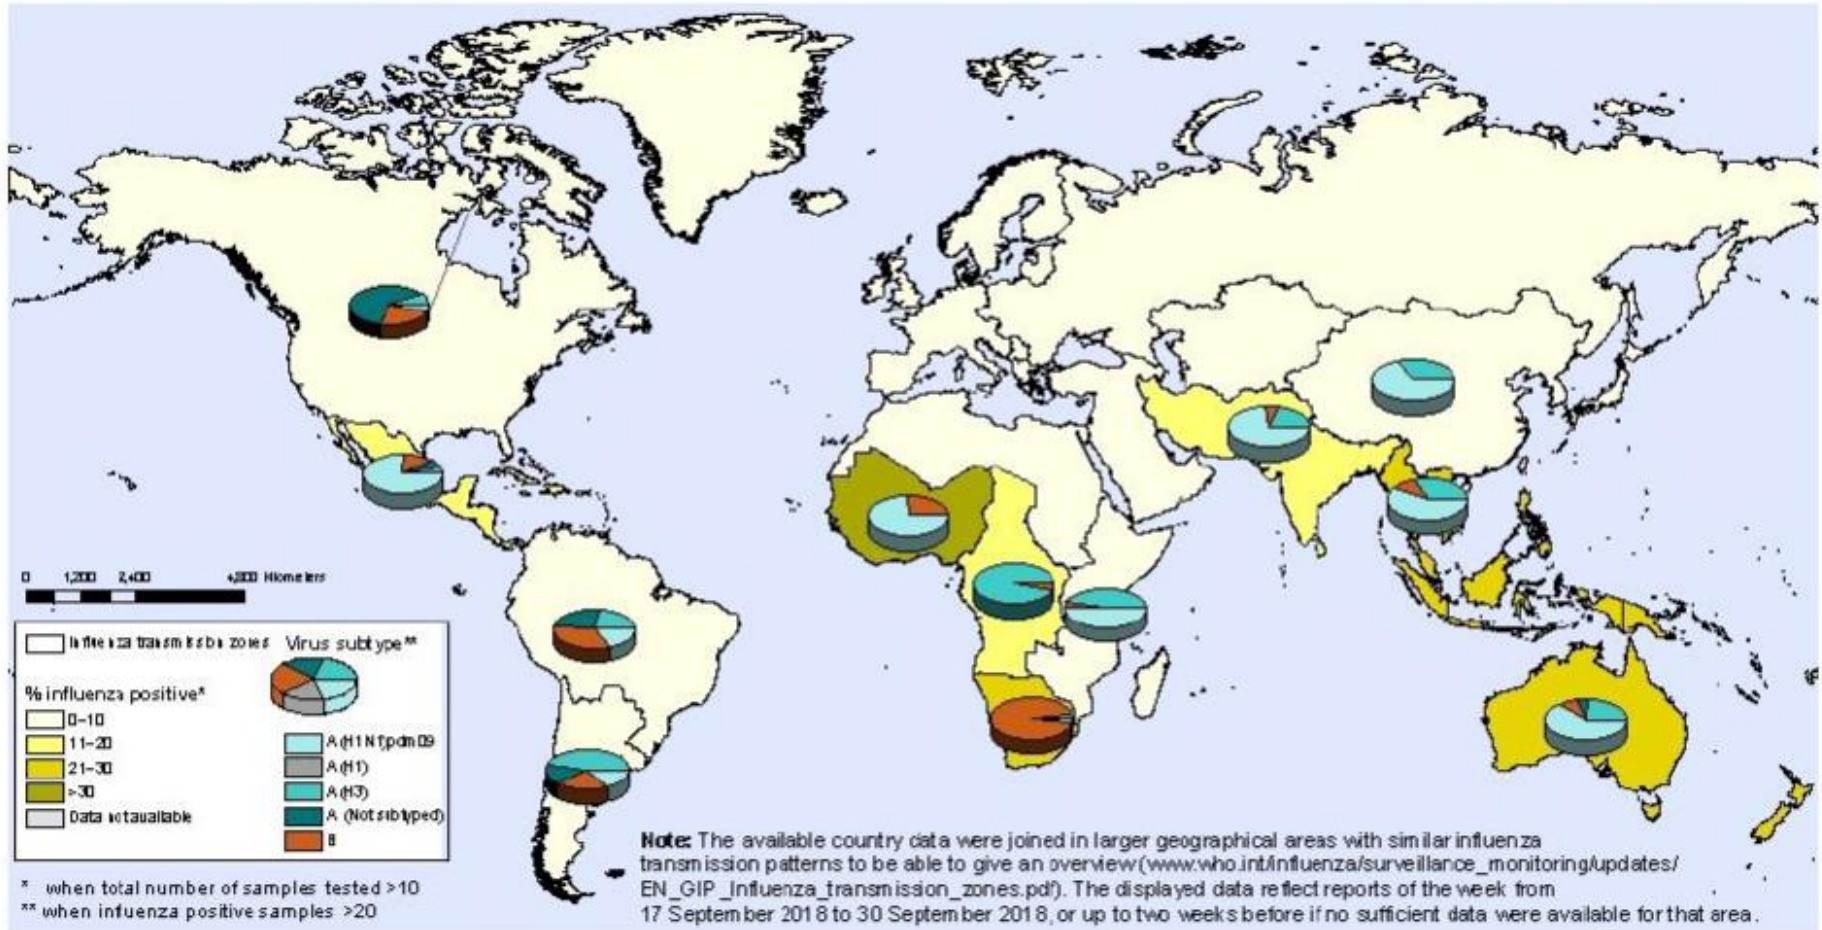 0 1,200 2,400 4,800 Kilometers
Influenza transmission zones
Virus subtype**
% influenza positive*
0-10
11-20
21-30
>30
Data not available
A(H1N1)pdm09
A(H1)
A(H3)
A (Not subtyped)
B
* when total number of samples tested >10
** when influenza positive samples >20
Note: The available country data were joined in larger geographical areas with similar influenza
transmission patterns to be able to give an overview (www.who.int/influenza/surveillance_monitoring/updates/
EN_GIP_Influenza_transmission_zones.pdf). The displayed data reflect reports of the week from
17 September 2018 to 30 September 2018, or up to two weeks before if no sufficient data were available for that area.